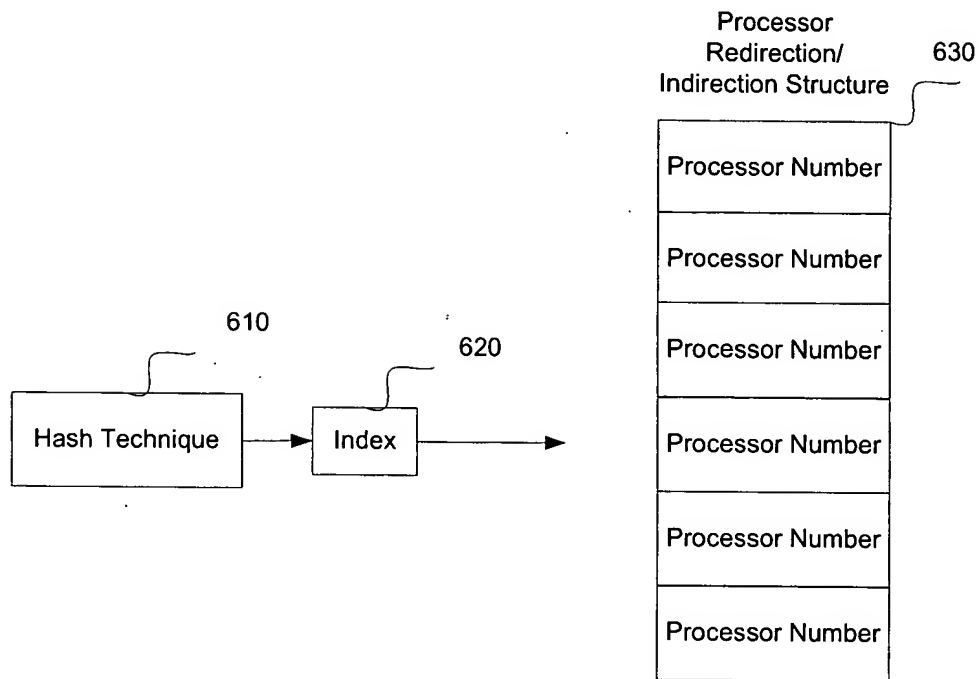 Processor
Redirection/
Indirection Structure
630
Processor Number
Processor Number
610
Processor Number
620
Hash Technique
Index
Processor Number
Processor Number
Processor Number